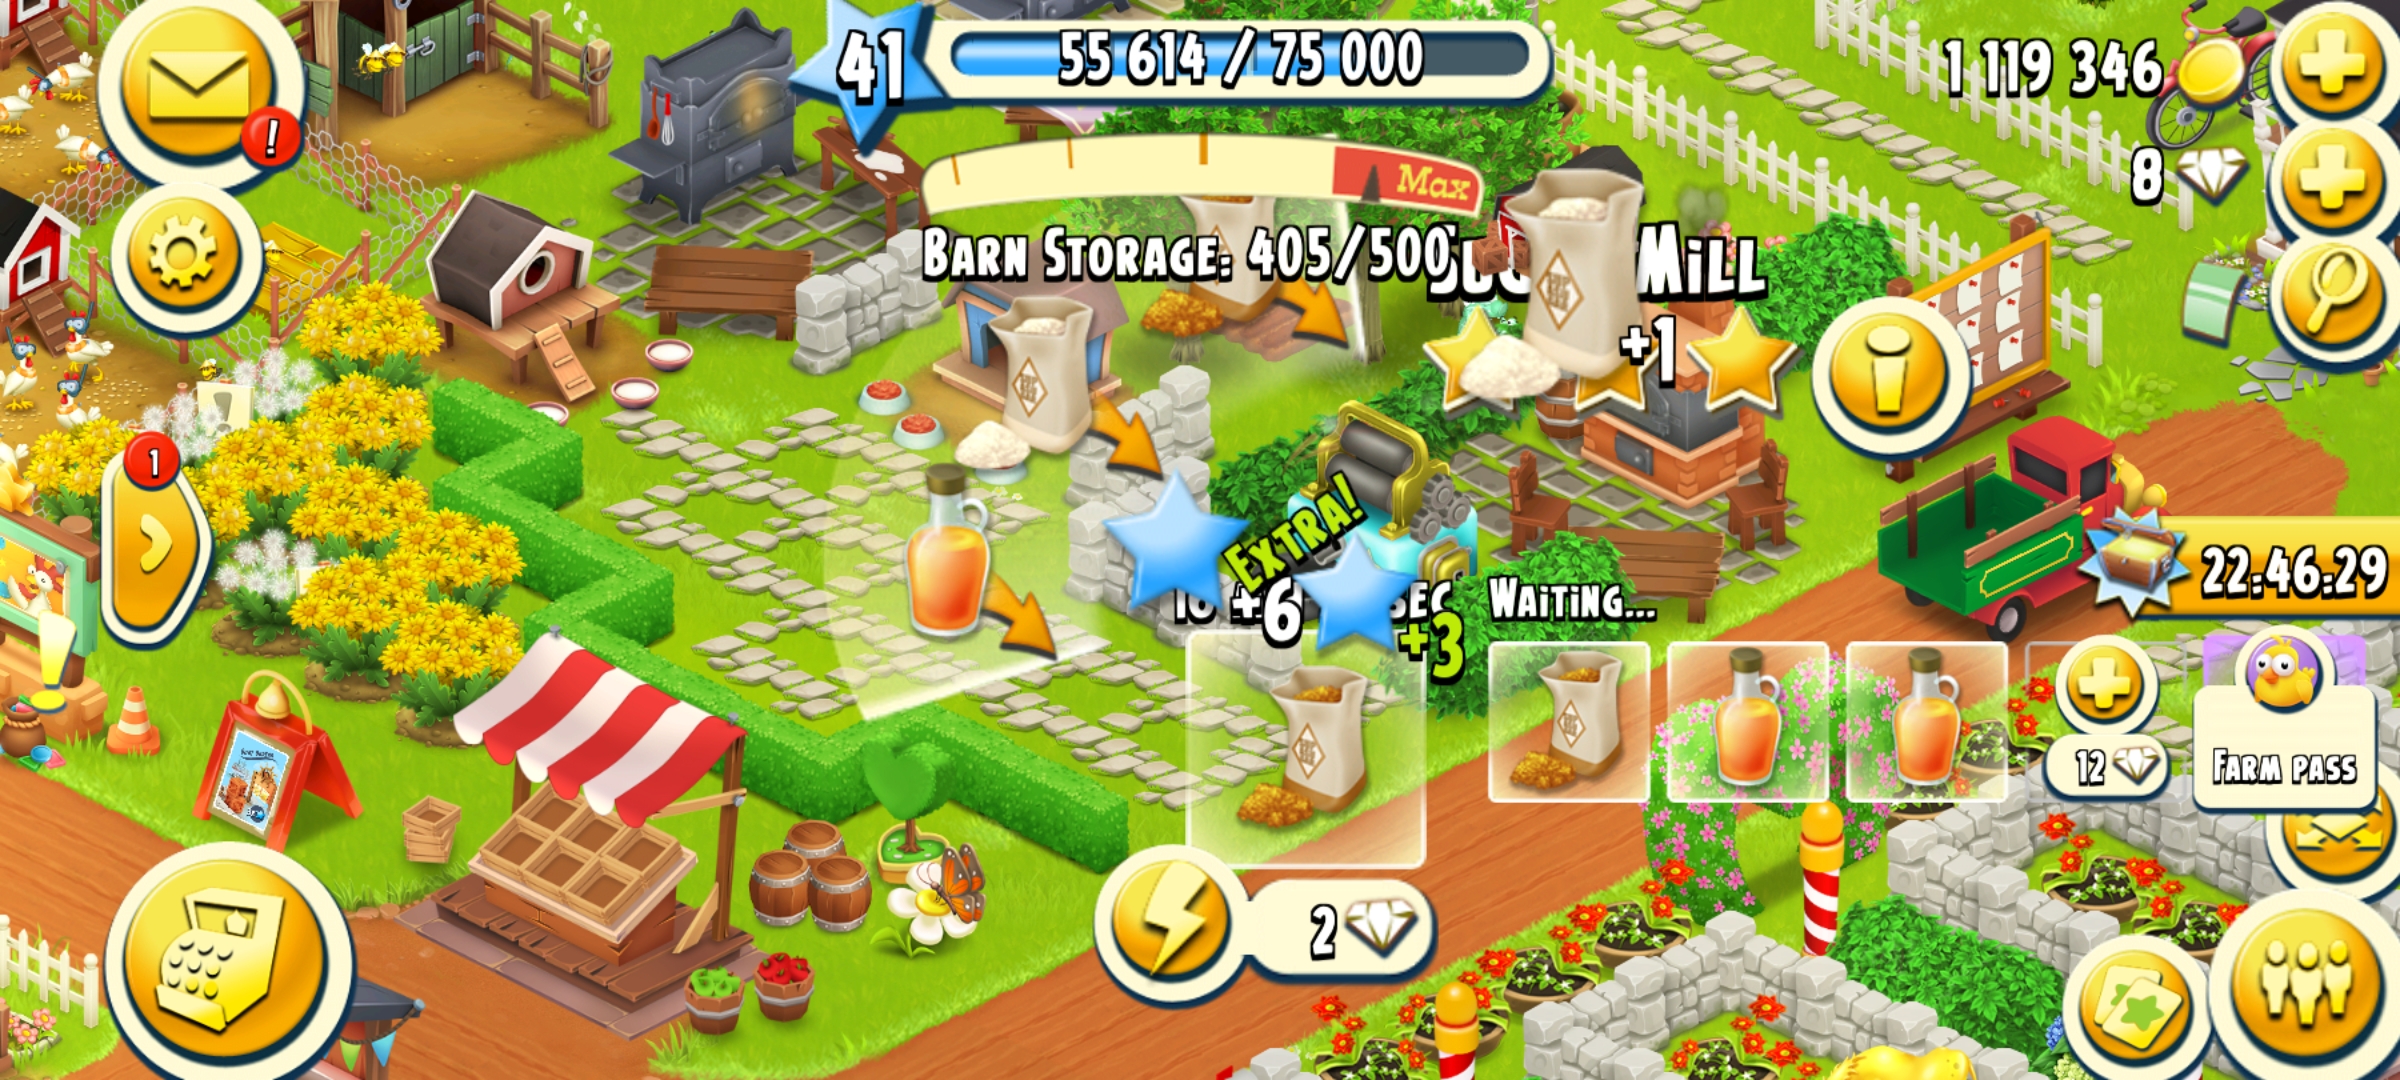 41
55 614 / 75 000
1 119 346
8
!
Max
BARN STORAGE: 405/500
MiLL
+1
1
EXTRA!
+6
SEC
+3
WAiTiNG...
22:46:29
12
FARM PASS
2